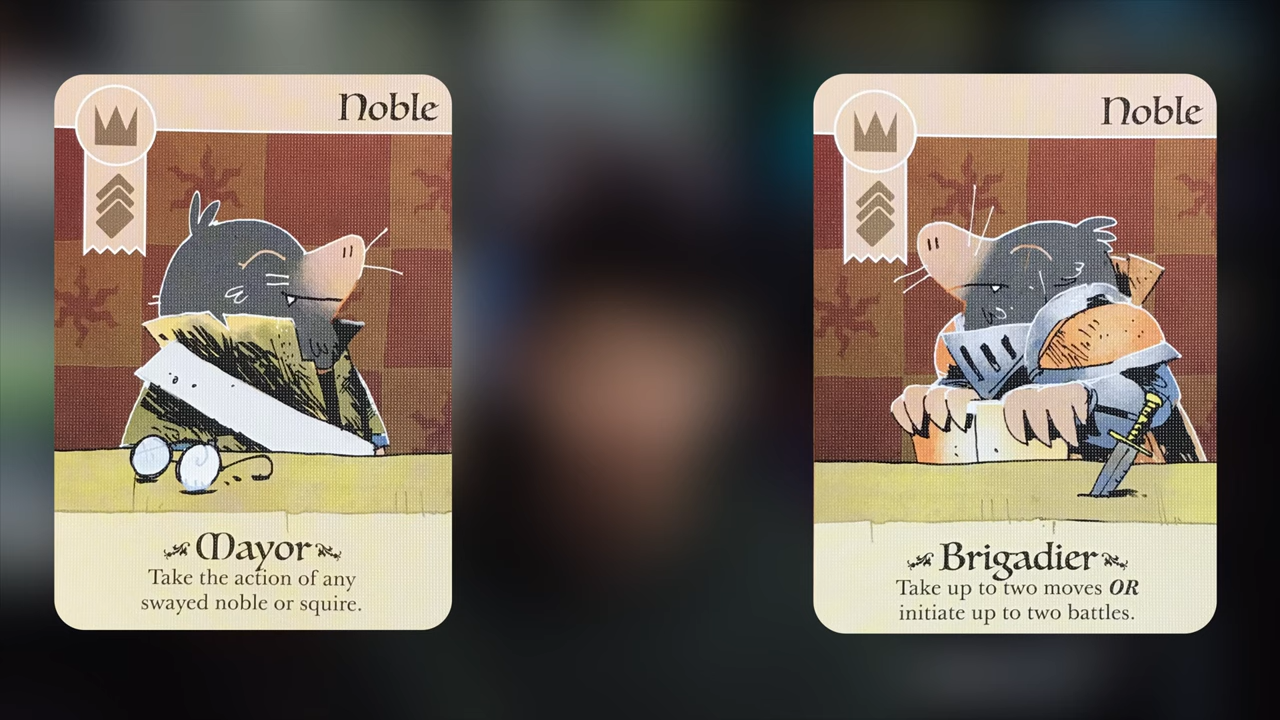 Noble
Mayor
Take the action of any
swayed noble or squire.
Noble
Brigadier
Take up to two moves OR
initiate up to two battles.